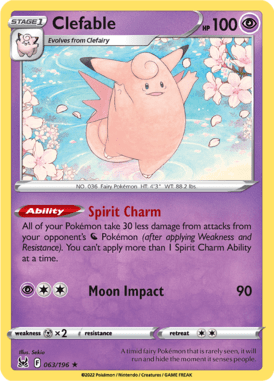 STAGE 1 Clefable HP 100
Evolves from Clefairy
NO. 036 Fairy Pokémon HT: 4'3" WT: 88.2 lbs.
Ability Spirit Charm
All of your Pokémon take 30 less damage from attacks from
your opponent's Pokémon (after applying Weakness and
Resistance). You can't apply more than 1 Spirit Charm Ability
at a time.
Moon Impact 90
weakness ×2 resistance retreat
Illus. Sekio
A timid fairy Pokémon that is rarely seen, it will
run and hide the moment it senses people.
F 062/196 ★
©2022 Pokémon / Nintendo / Creatures / GAME FREAK